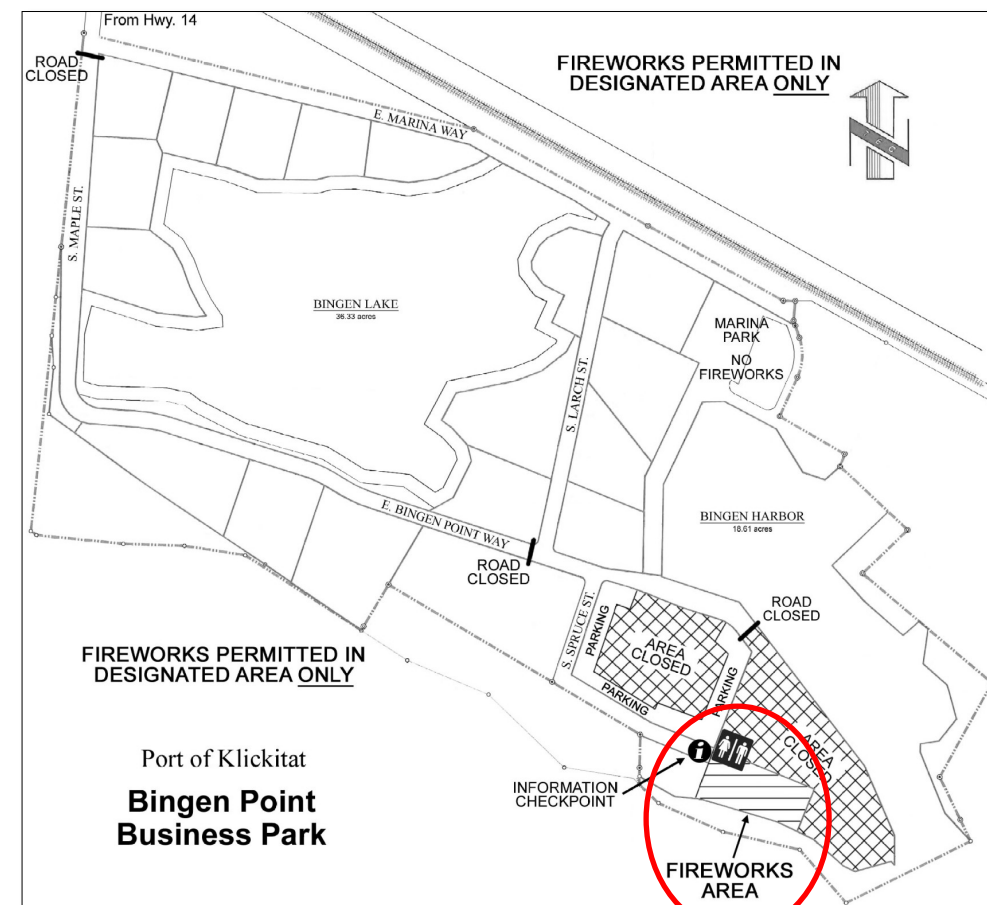 From Hwy. 14
ROAD
CLOSED
FIREWORKS PERMITTED IN
DESIGNATED AREA ONLY
E. MARINA WAY
S. MAPLE ST.
BINGEN LAKE
36.33 acres
MARINA
PARK
NO
FIREWORKS
S. LARCH ST.
BINGEN HARBOR
18.61 acres
E. BINGEN POINT WAY
ROAD
CLOSED
ROAD
CLOSED
S. SPRUCE ST.
PARKING
AREA
CLOSED
PARKING
PARKING
AREA
CLOSED
FIREWORKS PERMITTED IN
DESIGNATED AREA ONLY
i
INFORMATION
CHECKPOINT
Port of Klickitat
Bingen Point
Business Park
FIREWORKS
AREA